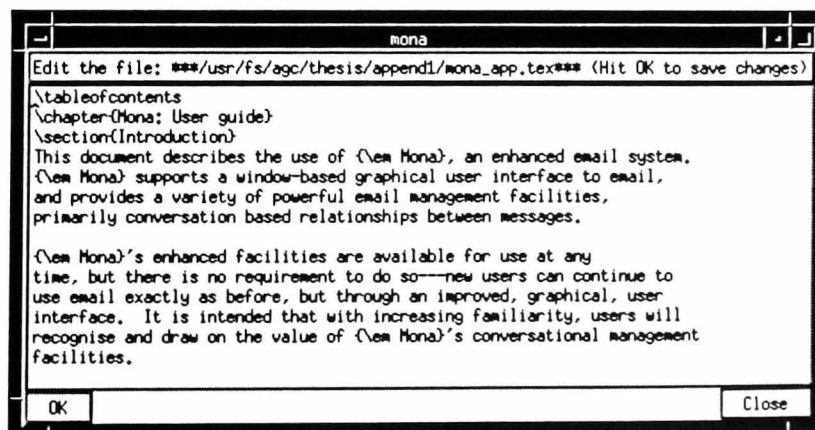 mona
Edit the file: ***/usr/fs/agc/thesis/append1/mona_app.tex*** (Hit OK to save changes)
\tableofcontents
\chapter{Mona: User guide}
\section{Introduction}
This document describes the use of {\em Mona}, an enhanced email system.
{\em Mona} supports a window-based graphical user interface to email,
and provides a variety of powerful email management facilities,
primarily conversation based relationships between messages.

{\em Mona}'s enhanced facilities are available for use at any
time, but there is no requirement to do so---new users can continue to
use email exactly as before, but through an improved, graphical, user
interface.  It is intended that with increasing familiarity, users will
recognise and draw on the value of {\em Mona}'s conversational management
facilities.
OK Close